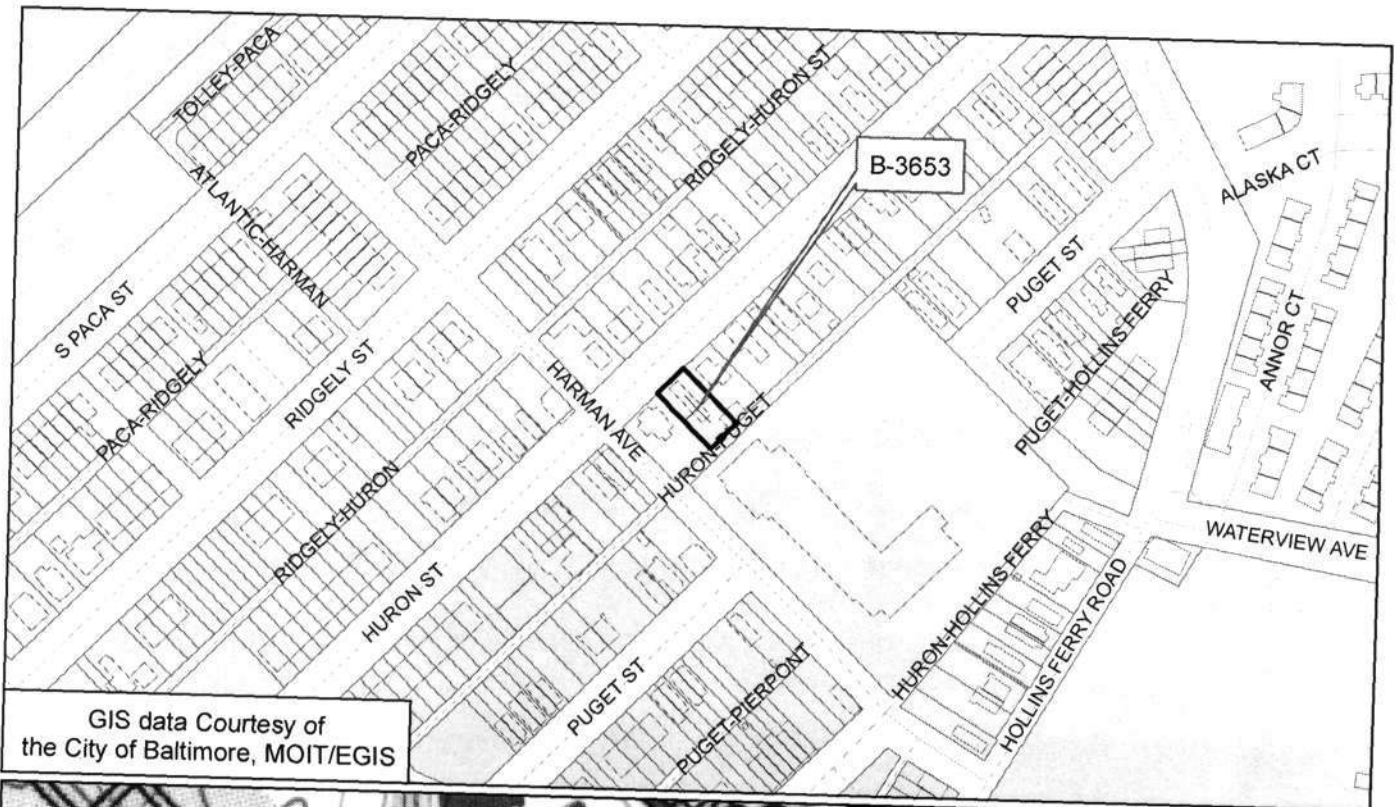 TOLLEY-PACA
PACA-RIDGELY
RIDGELY-HURON ST
B-3653
ALASKA CT
ATLANTIC-HARMAN
S PACA ST
PACA-RIDGELY
RIDGELY ST
HARMAN AVE
PUGET ST
PUGET-HOLLINS FERRY
ANNOR CT
HURON-PUGET
RIDGELY-HURON
HURON ST
WATERVIEW AVE
HURON-HOLLINS FERRY
HOLLINS FERRY ROAD
PUGET ST
PUGET-PIERPONT
GIS data Courtesy of
the City of Baltimore, MOIT/EGIS